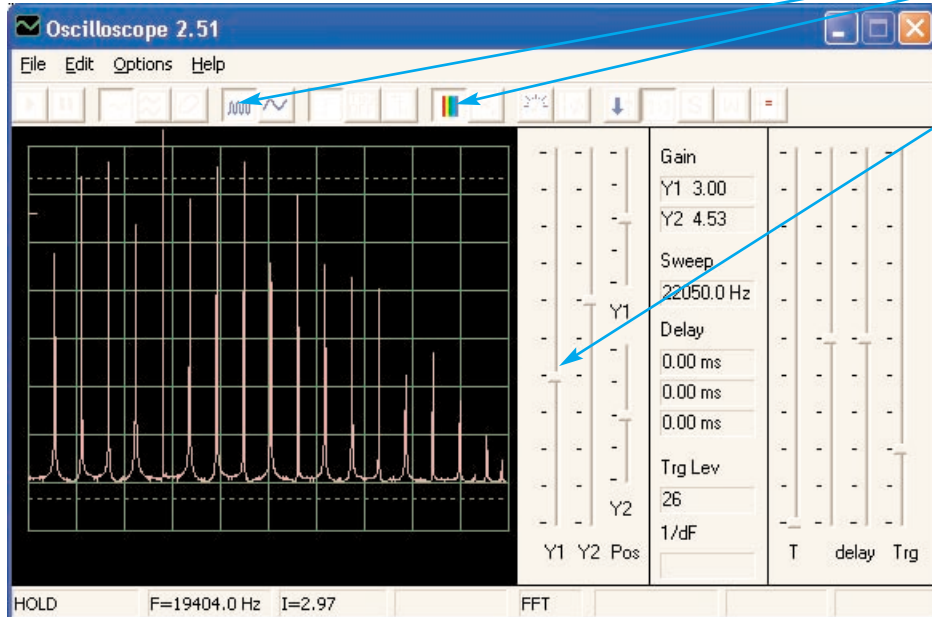 Oscilloscope 2.51
File Edit Options Help
Gain
Y1 3.00
Y2 4.53
Sweep
22050.0 Hz
Y1
Delay
0.00 ms
0.00 ms
0.00 ms
Trg Lev
26
Y2
1/dF
Y1 Y2 Pos
T delay Trg
HOLD F=19404.0 Hz I=2.97 FFT